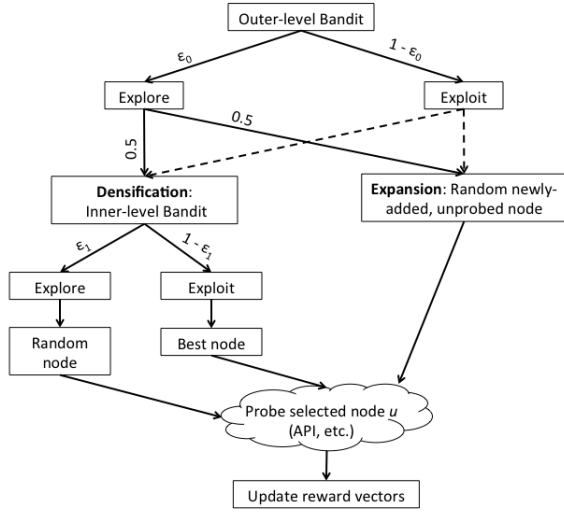 Outer-level Bandit
ε₀
1 - ε₀
Explore
Exploit
0.5
0.5
Densification:
Inner-level Bandit
Expansion: Random newly-
added, unprobed node
ε₁
1 - ε₁
Explore
Exploit
Random
node
Best node
Probe selected node u
(API, etc.)
Update reward vectors